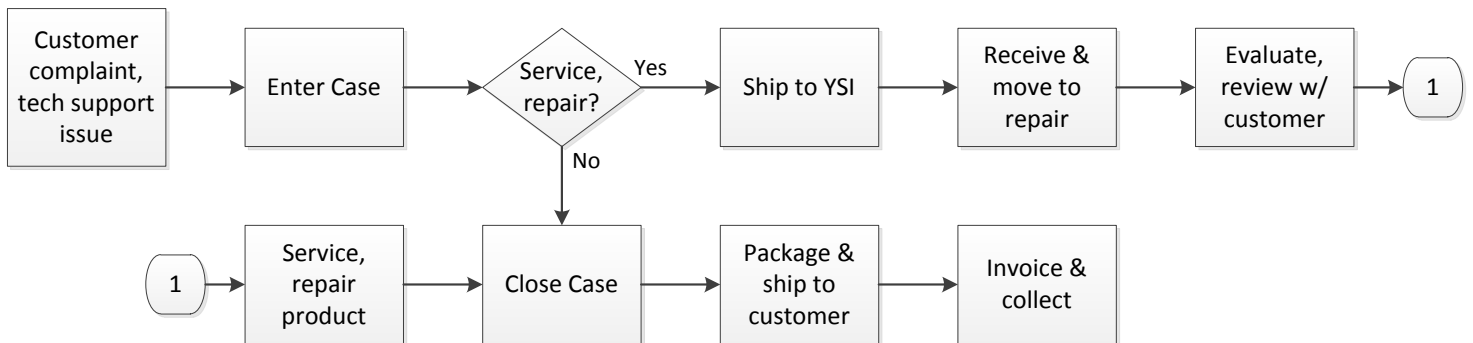 Customer
complaint,
tech support
issue
Enter Case
Service,
repair?
Yes
No
Ship to YSI
Receive &
move to
repair
Evaluate,
review w/
customer
1
1
Service,
repair
product
Close Case
Package &
ship to
customer
Invoice &
collect